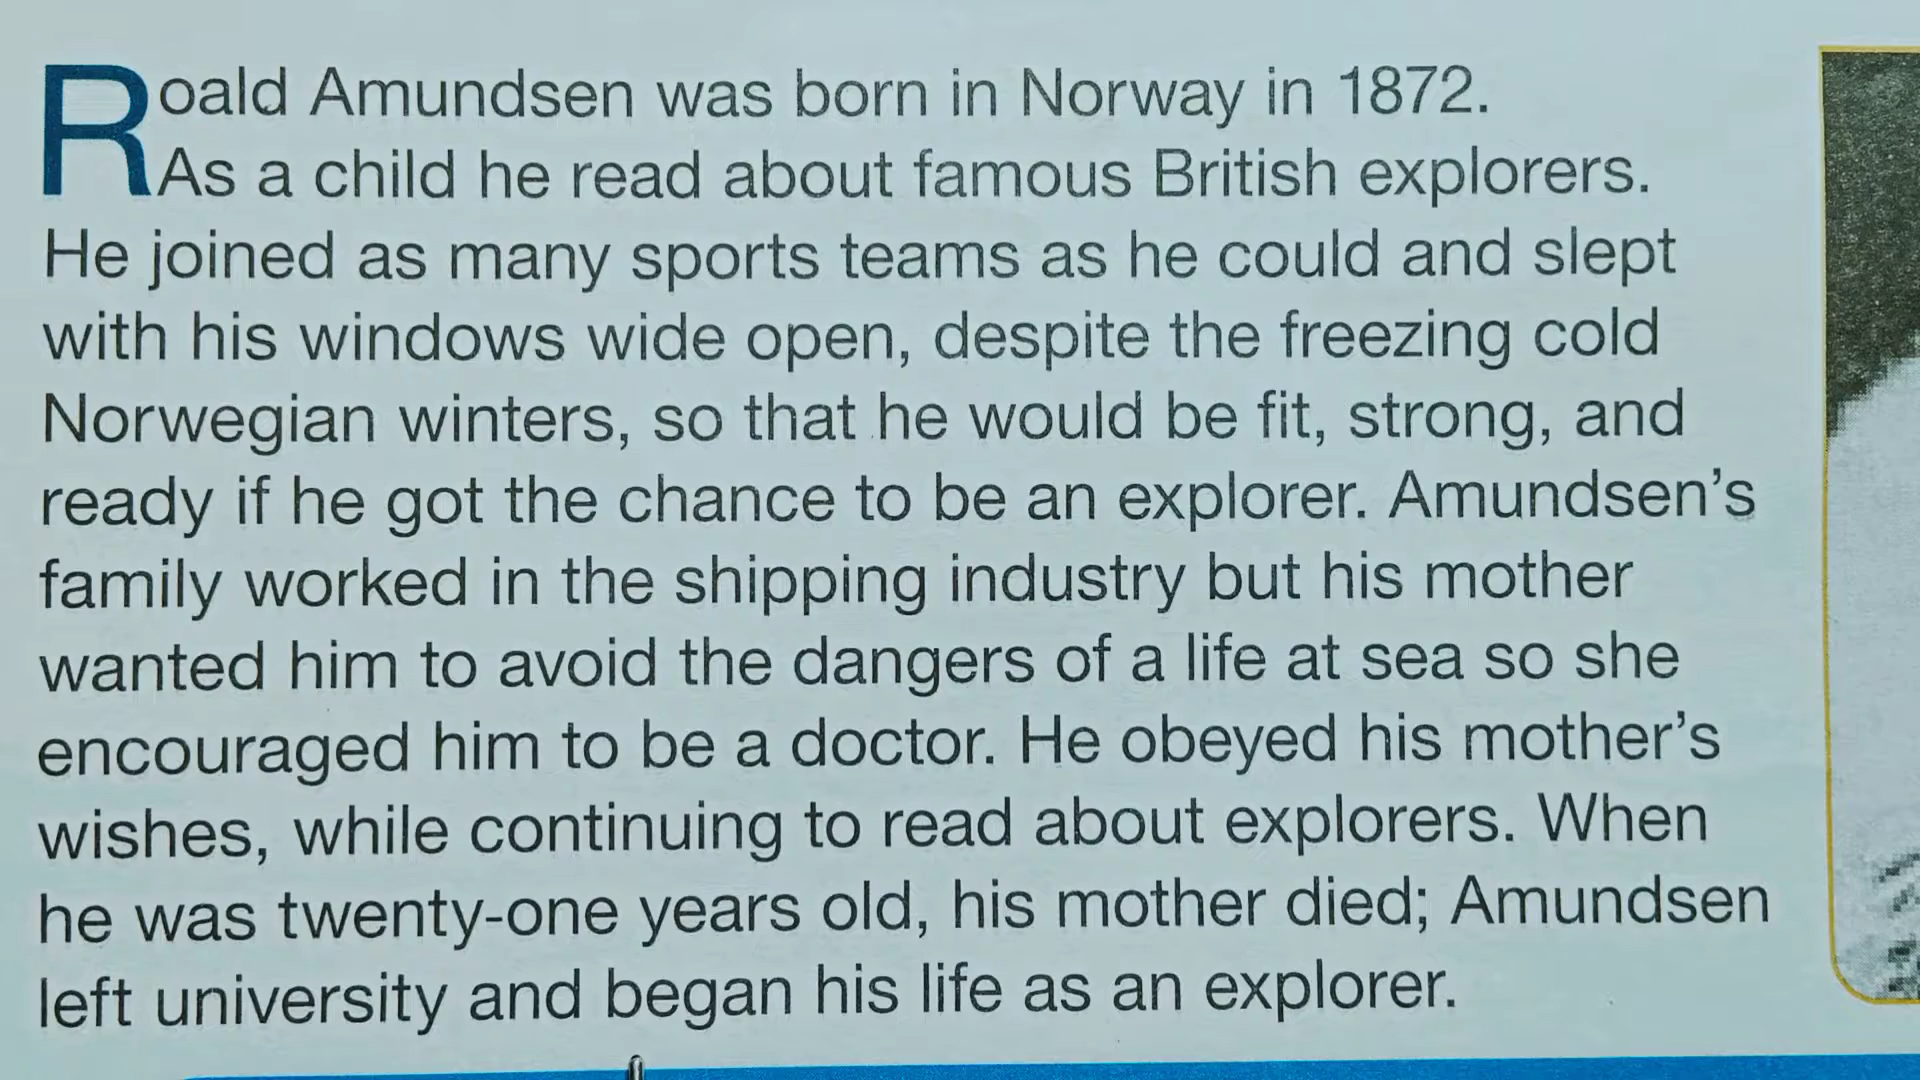 Roald Amundsen was born in Norway in 1872.
As a child he read about famous British explorers.
He joined as many sports teams as he could and slept
with his windows wide open, despite the freezing cold
Norwegian winters, so that he would be fit, strong, and
ready if he got the chance to be an explorer. Amundsen’s
family worked in the shipping industry but his mother
wanted him to avoid the dangers of a life at sea so she
encouraged him to be a doctor. He obeyed his mother’s
wishes, while continuing to read about explorers. When
he was twenty-one years old, his mother died; Amundsen
left university and began his life as an explorer.